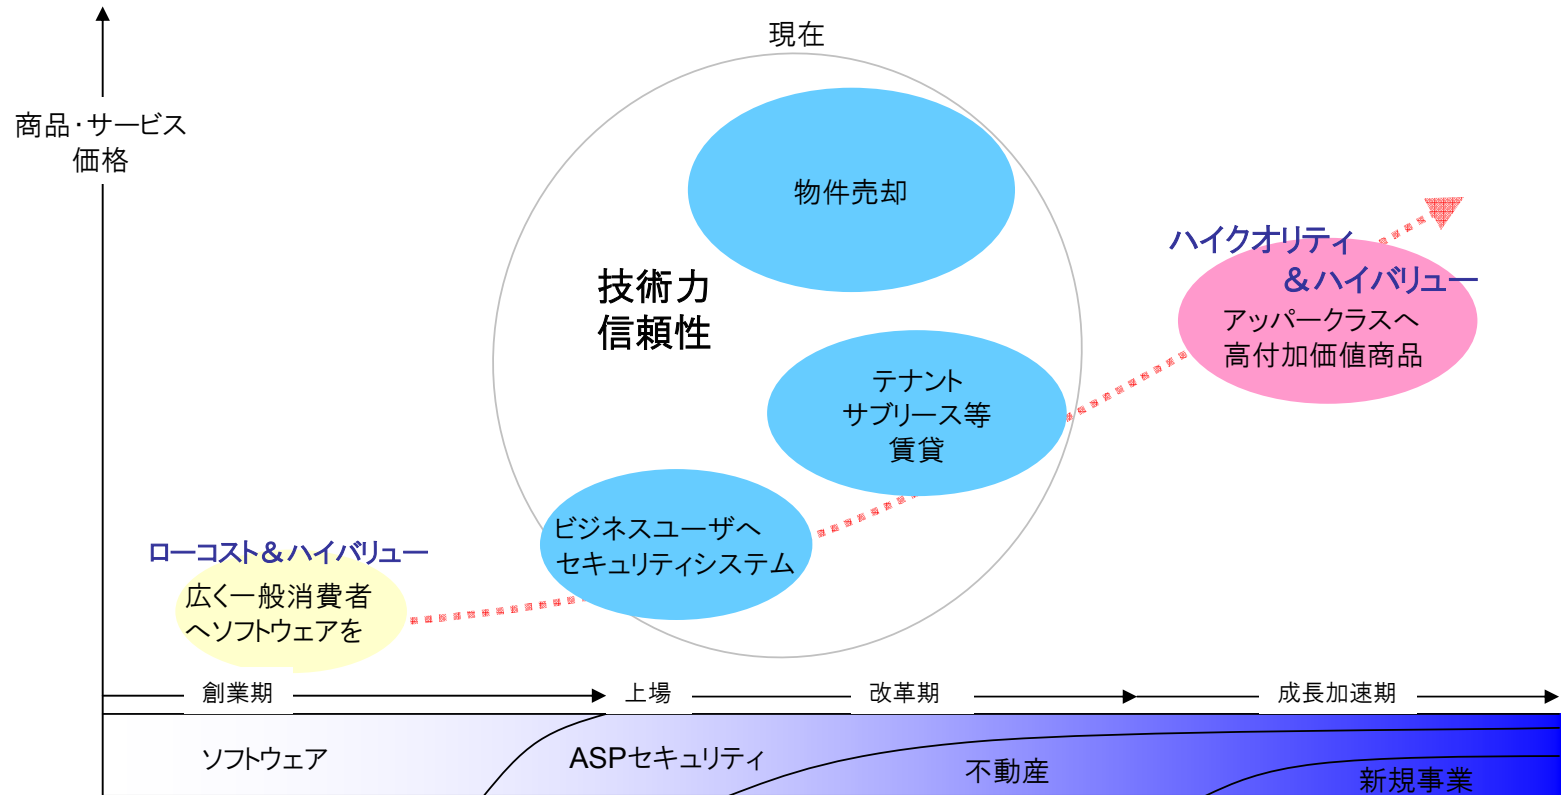 現在
商品・サービス
価格
物件売却
ハイクオリティ
＆ハイバリュー
技術力
信頼性
アッパークラスへ
高付加価値商品
テナント
サブリース等
賃貸
ビジネスユーザへ
セキュリティシステム
ローコスト＆ハイバリュー
広く一般消費者
へソフトウェアを
創業期
上場
改革期
成長加速期
ソフトウェア
ASPセキュリティ
不動産
新規事業